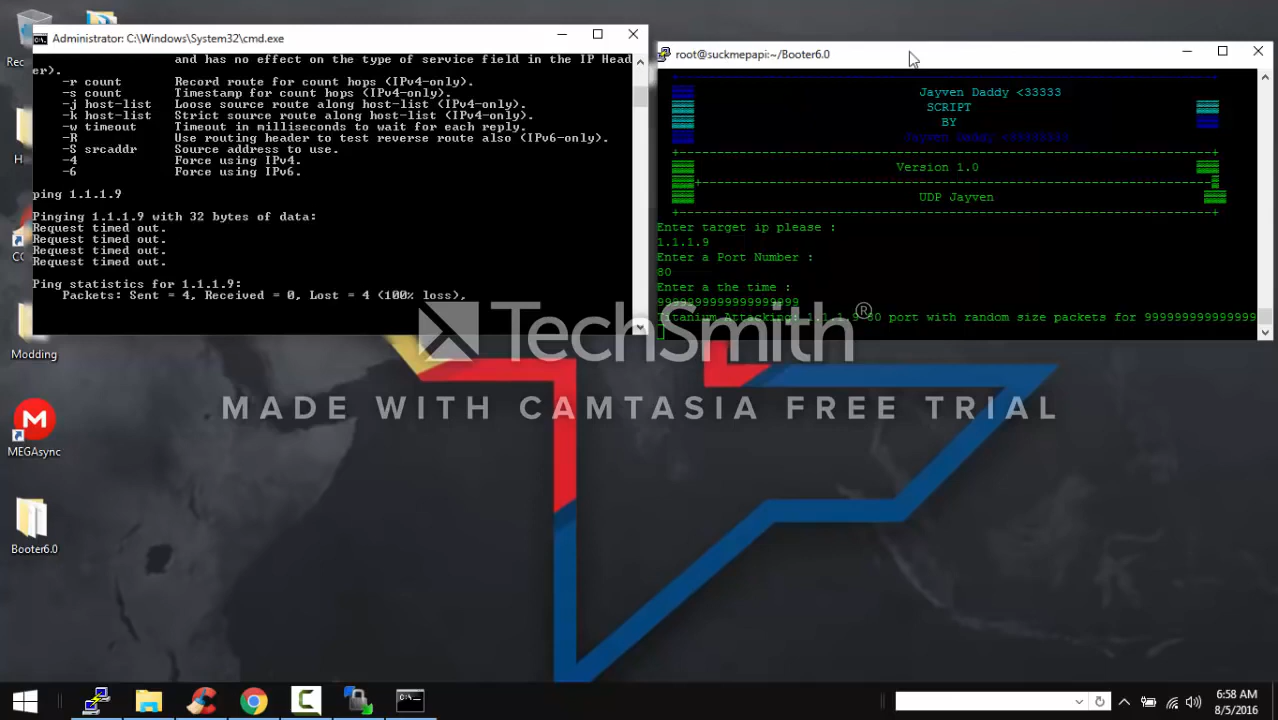 Administrator: C:\Windows\System32\cmd.exe
and has no effect on the type of service field in the IP Head
er).
-r count Record route for count hops (IPv4-only).
-s count Timestamp for count hops (IPv4-only).
-j host-list Loose source route along host-list (IPv4-only).
-k host-list Strict source route along host-list (IPv4-only).
-w timeout Timeout in milliseconds to wait for each reply.
-R Use routing header to test reverse route also (IPv6-only).
-S srcaddr Source address to use.
-4 Force using IPv4.
-6 Force using IPv6.
ping 1.1.1.9
Pinging 1.1.1.9 with 32 bytes of data:
Request timed out.
Request timed out.
Request timed out.
Request timed out.
Ping statistics for 1.1.1.9:
Packets: Sent = 4, Received = 0, Lost = 4 (100% loss),
root@suckmepapi:~/Booter6.0
Jayven Daddy <33333
SCRIPT
BY
Version 1.0
UDP Jayven
Enter target ip please :
1.1.1.9
Enter a Port Number :
80
Enter a the time :
9999999999999999999
Titanium Attacking: 1.1.1.9 80 port with random size packets for 999999999999999
TechSmith®
MADE WITH CAMTASIA FREE TRIAL
Rec
H
CC
Modding
MEGAsync
Booter6.0
6:58 AM
8/5/2016